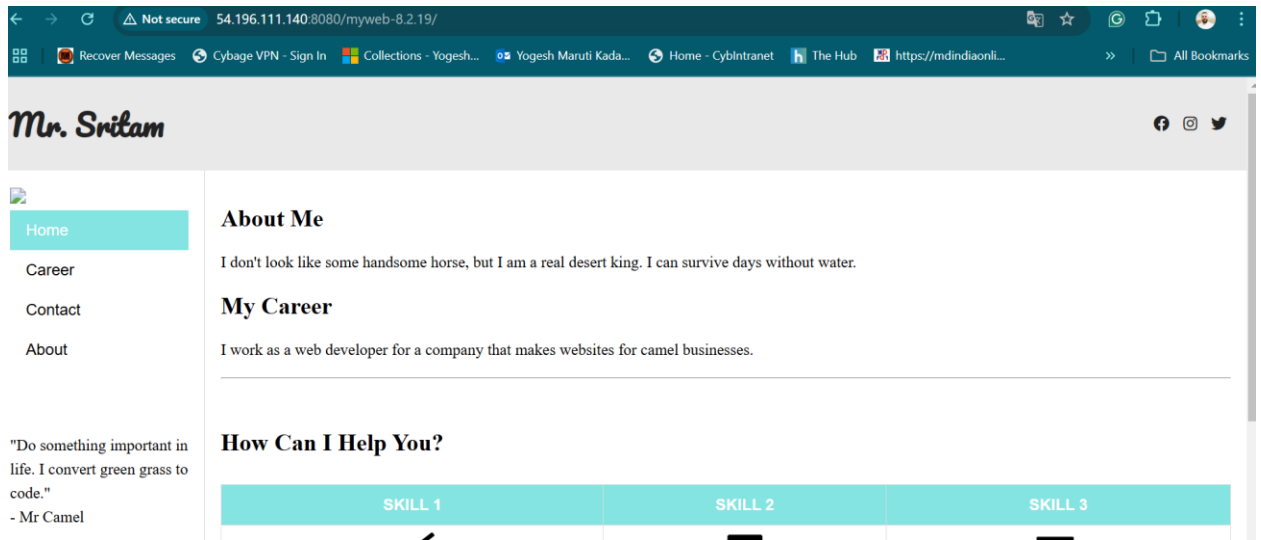 Not secure 54.196.111.140:8080/myweb-8.2.19/
Recover Messages Cybage VPN - Sign In Collections - Yogesh... Yogesh Maruti Kada... Home - CybIntranet The Hub https://mdindiaonli... » All Bookmarks
Mr. Sritam
Home
Career
Contact
About
"Do something important in
life. I convert green grass to
code."
- Mr Camel
About Me
I don't look like some handsome horse, but I am a real desert king. I can survive days without water.
My Career
I work as a web developer for a company that makes websites for camel businesses.
How Can I Help You?
SKILL 1 SKILL 2 SKILL 3